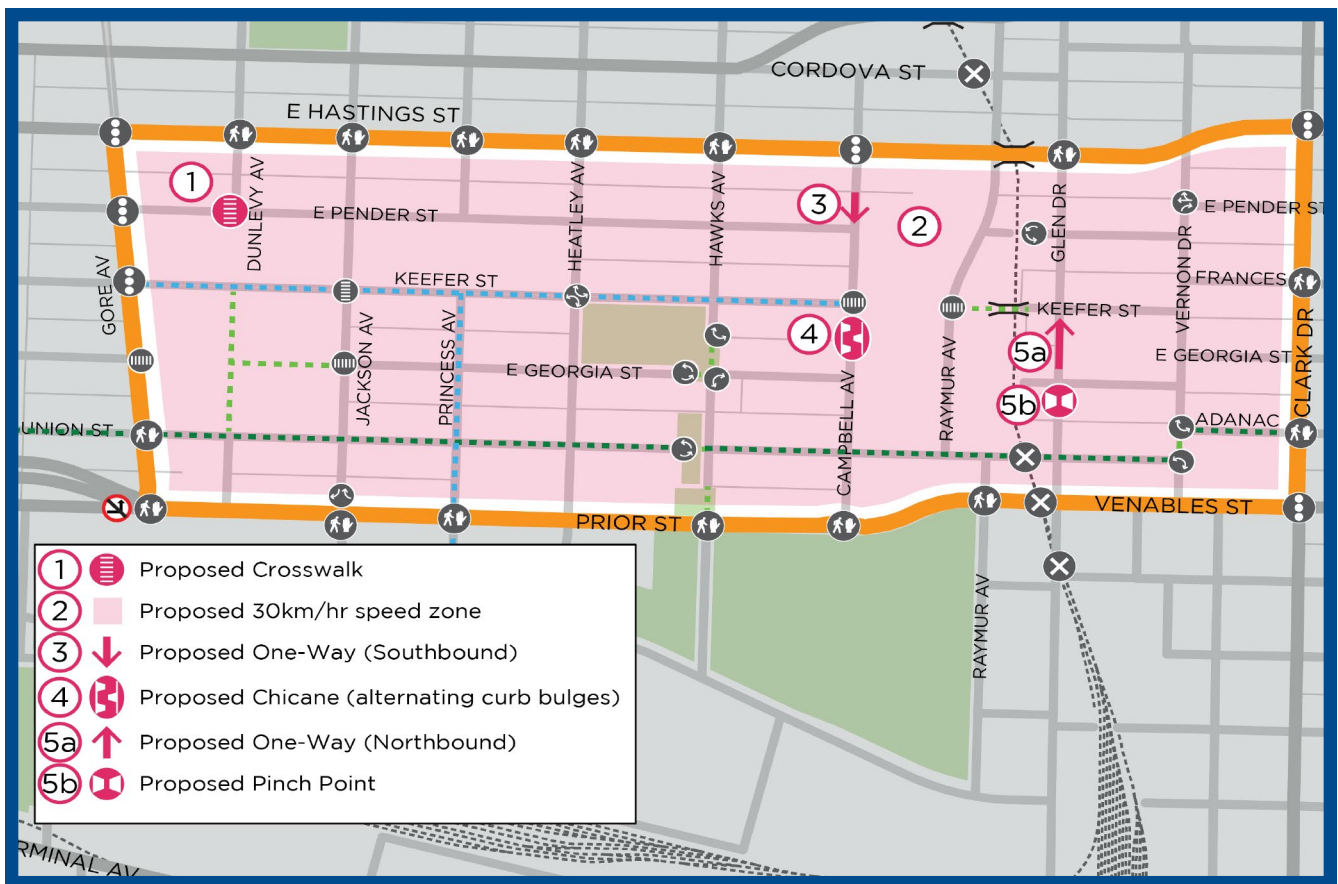 CORDOVA ST
E HASTINGS ST
1
DUNLEVY AV
E PENDER ST
HEATLEY AV
HAWKS AV
3
2
GLEN DR
E PENDER ST
VERNON DR
GORE AV
KEEFER ST
FRANCES
KEEFER ST
4
5a
JACKSON AV
PRINCESS AV
E GEORGIA ST
CAMPBELL AV
RAYMUR AV
E GEORGIA ST
CLARK DR
5b
UNION ST
ADANAC
PRIOR ST
VENABLES ST
RAYMUR AV
1 Proposed Crosswalk
2 Proposed 30km/hr speed zone
3 Proposed One-Way (Southbound)
4 Proposed Chicane (alternating curb bulges)
5a Proposed One-Way (Northbound)
5b Proposed Pinch Point
RMINAL AV